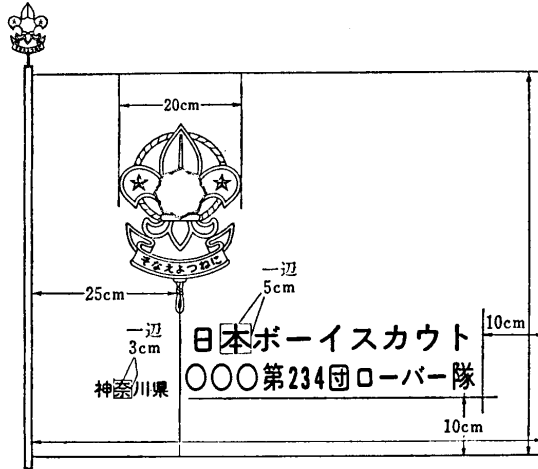 20cm
そなえよつねに
25cm
一辺
5cm
一辺
3cm
日本ボーイスカウト
10cm
神奈川県
○○○第234団ローバー隊
10cm